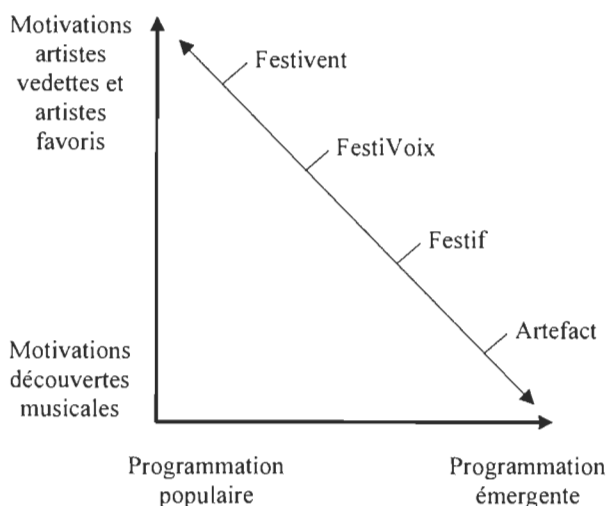 Motivations
artistes
vedettes et
artistes
favoris
Festivent
FestiVoix
Festif
Artefact
Motivations
découvertes
musicales
Programmation
populaire
Programmation
émergente